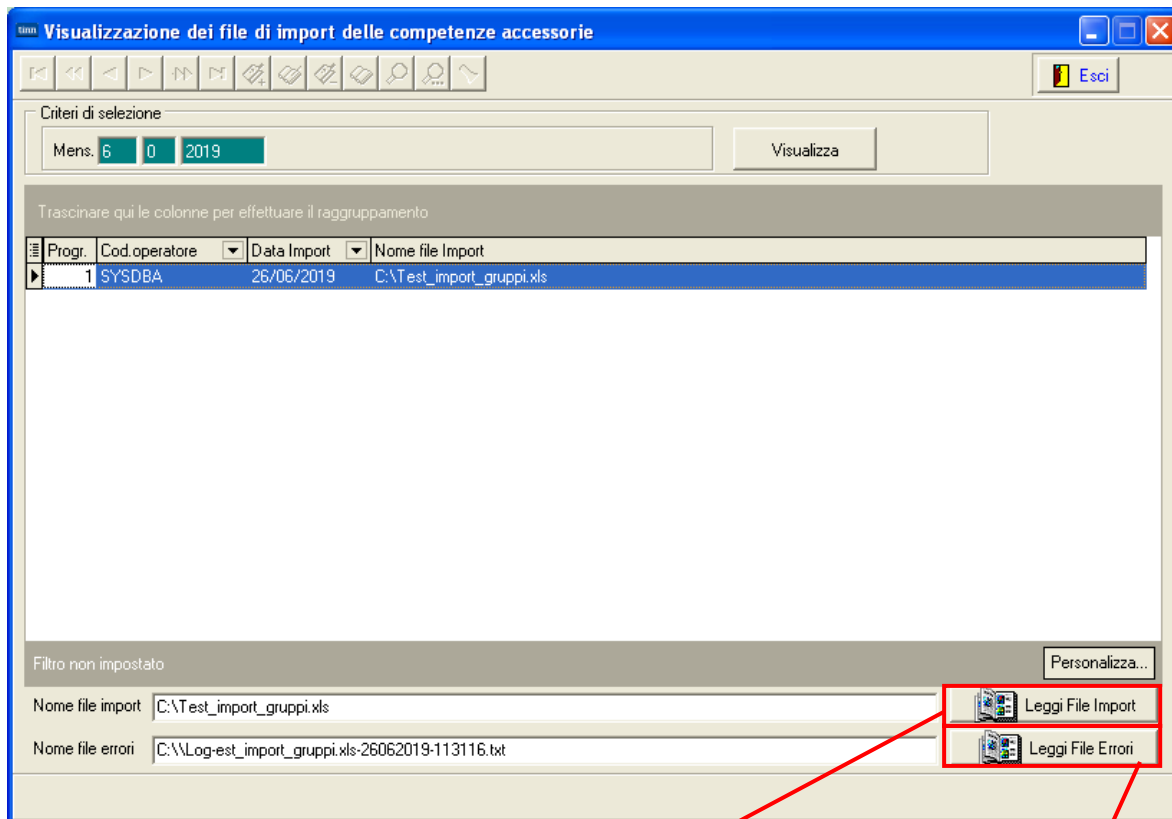 tinn Visualizzazione dei file di import delle competenze accessorie
Esci
Criteri di selezione
Mens. 6 0 2019 Visualizza
Trascinare qui le colonne per effettuare il raggruppamento
Progr. Cod.operatore Data Import Nome file Import
1 SYSDBA 26/06/2019 C:\Test_import_gruppi.xls
Filtro non impostato Personalizza...
Nome file import C:\Test_import_gruppi.xls Leggi File Import
Nome file errori C:\\Log-est_import_gruppi.xls-26062019-113116.txt Leggi File Errori